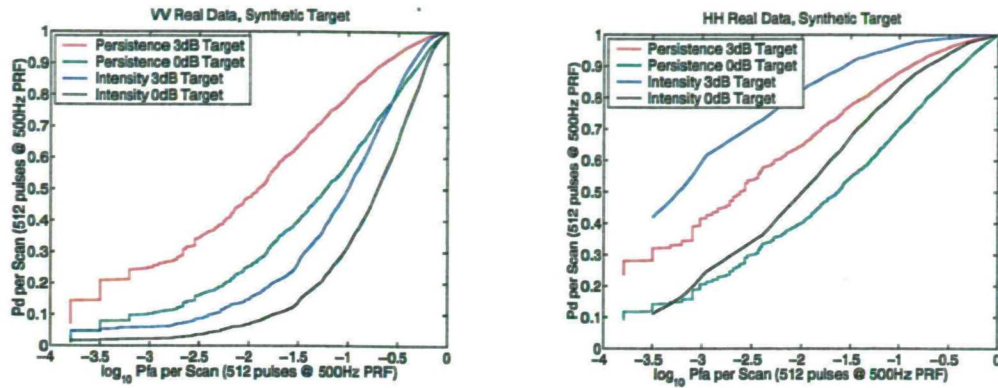 VV Real Data, Synthetic Target
Persistence 3dB Target
Persistence 0dB Target
Intensity 3dB Target
Intensity 0dB Target
Pd per Scan (512 pulses @ 500Hz PRF)
1
0.9
0.8
0.7
0.6
0.5
0.4
0.3
0.2
0.1
0
−4 −3.5 −3 −2.5 −2 −1.5 −1 −0.5 0
log10 Pfa per Scan (512 pulses @ 500Hz PRF)
HH Real Data, Synthetic Target
Persistence 3dB Target
Persistence 0dB Target
Intensity 3dB Target
Intensity 0dB Target
Pd per Scan (512 pulses @ 500Hz PRF)
1
0.9
0.8
0.7
0.6
0.5
0.4
0.3
0.2
0.1
0
−4 −3.5 −3 −2.5 −2 −1.5 −1 −0.5 0
log10 Pfa per Scan (512 pulses @ 500Hz PRF)